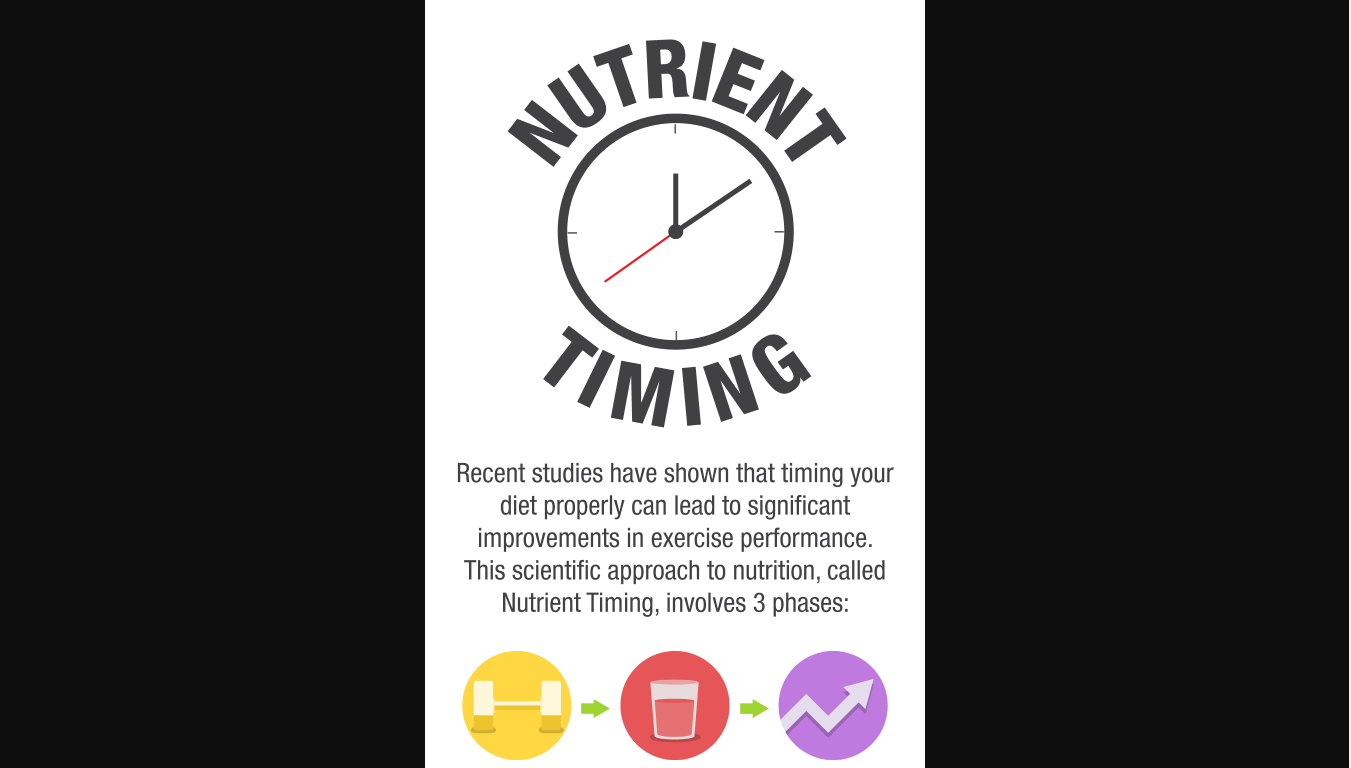 NUTRIENT
TIMING
Recent studies have shown that timing your
diet properly can lead to significant
improvements in exercise performance.
This scientific approach to nutrition, called
Nutrient Timing, involves 3 phases: